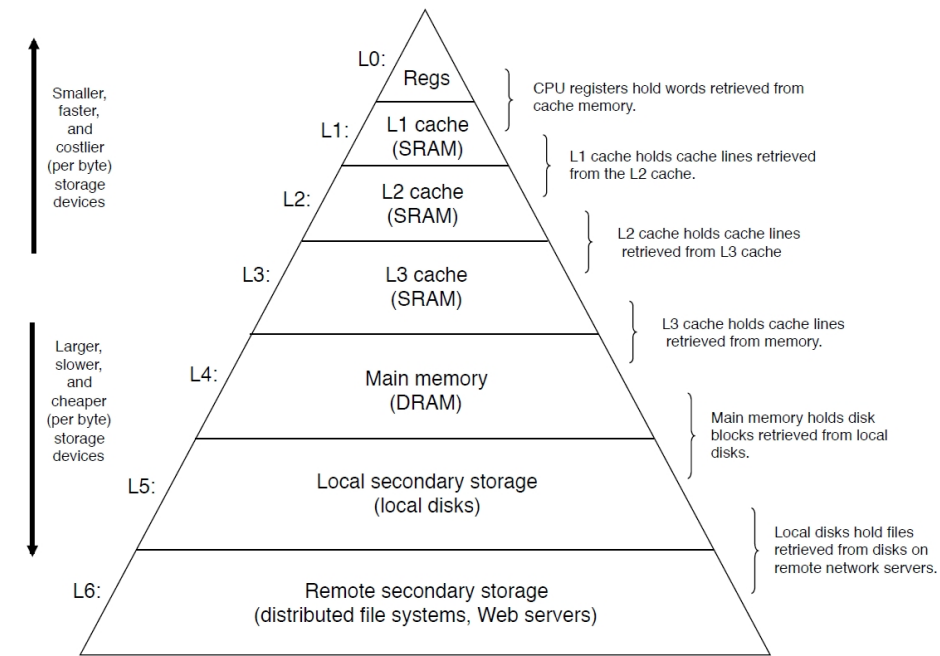 L0:
Regs
CPU registers hold words retrieved from
cache memory.
Smaller,
faster,
and
costlier
(per byte)
storage
devices
L1:
L1 cache
(SRAM)
L1 cache holds cache lines retrieved
from the L2 cache.
L2:
L2 cache
(SRAM)
L2 cache holds cache lines
retrieved from L3 cache
L3:
L3 cache
(SRAM)
L3 cache holds cache lines
retrieved from memory.
Larger,
slower,
and
cheaper
(per byte)
storage
devices
L4:
Main memory
(DRAM)
Main memory holds disk
blocks retrieved from local
disks.
L5:
Local secondary storage
(local disks)
Local disks hold files
retrieved from disks on
remote network servers.
L6:
Remote secondary storage
(distributed file systems, Web servers)